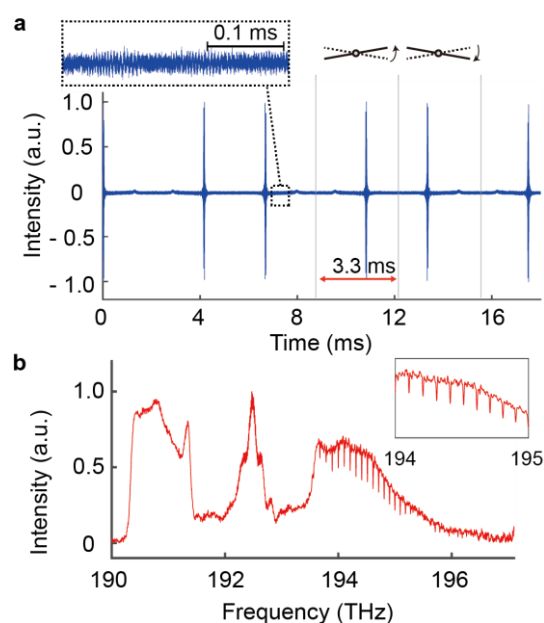 a
0.1 ms
1.0
0.5
0
- 0.5
- 1.0
Intensity (a.u.)
3.3 ms
0 4 8 12 16
Time (ms)
b
1.0
0.5
0
Intensity (a.u.)
194 195
190 192 194 196
Frequency (THz)